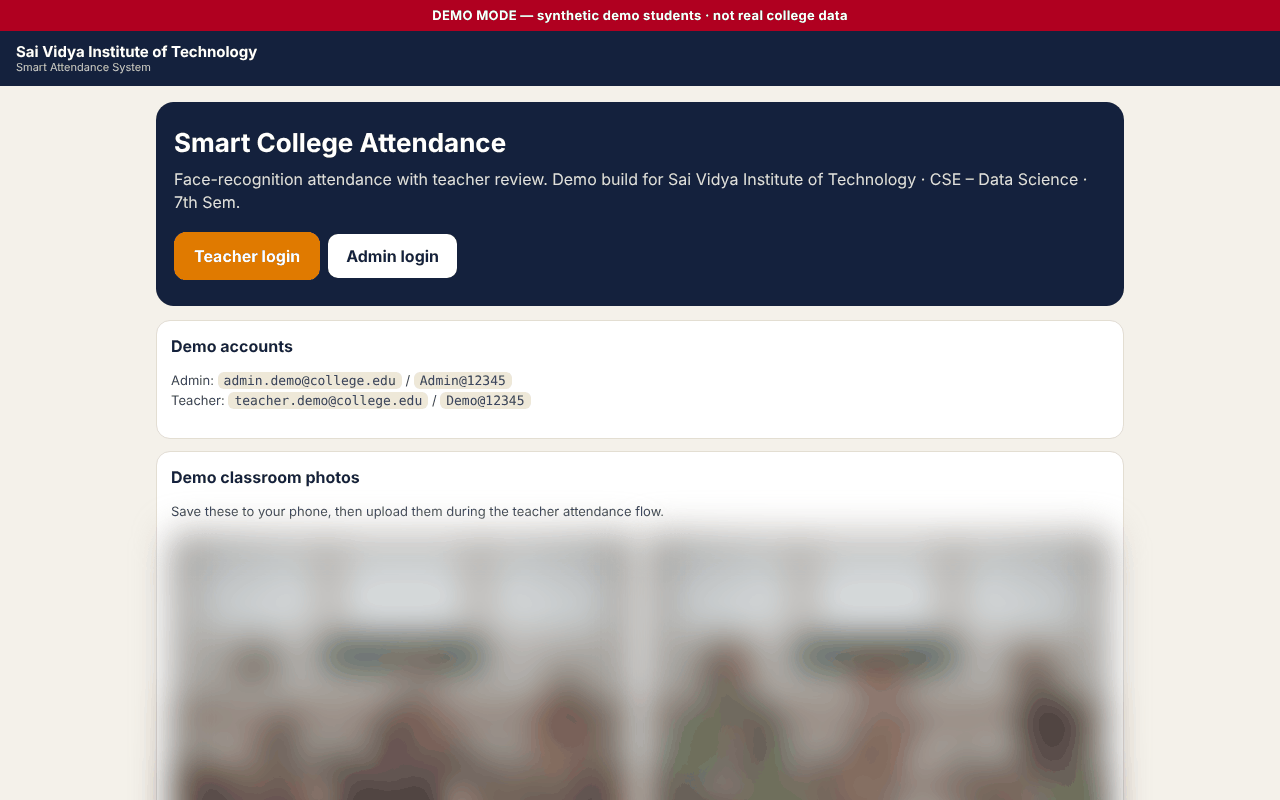 DEMO MODE — synthetic demo students · not real college data
Sai Vidya Institute of Technology
Smart Attendance System
Smart College Attendance
Face-recognition attendance with teacher review. Demo build for Sai Vidya Institute of Technology · CSE – Data Science ·
7th Sem.
Teacher login
Admin login
Demo accounts
Admin: admin.demo@college.edu / Admin@12345
Teacher: teacher.demo@college.edu / Demo@12345
Demo classroom photos
Save these to your phone, then upload them during the teacher attendance flow.